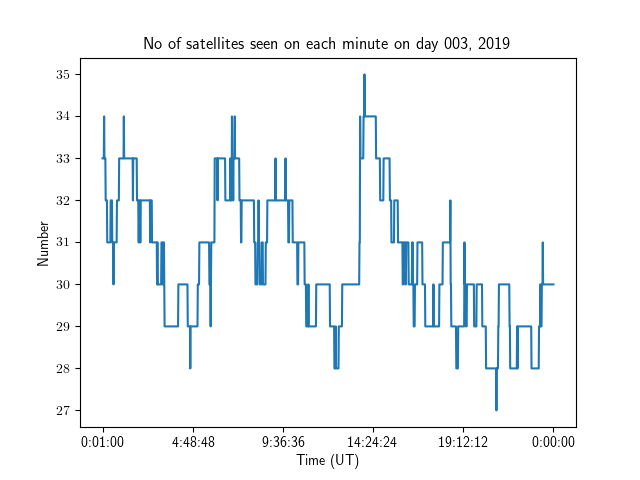 No of satellites seen on each minute on day 003, 2019
35
34
33
32
31
30
29
28
27
Number
0:01:00 4:48:48 9:36:36 14:24:24 19:12:12 0:00:00
Time (UT)